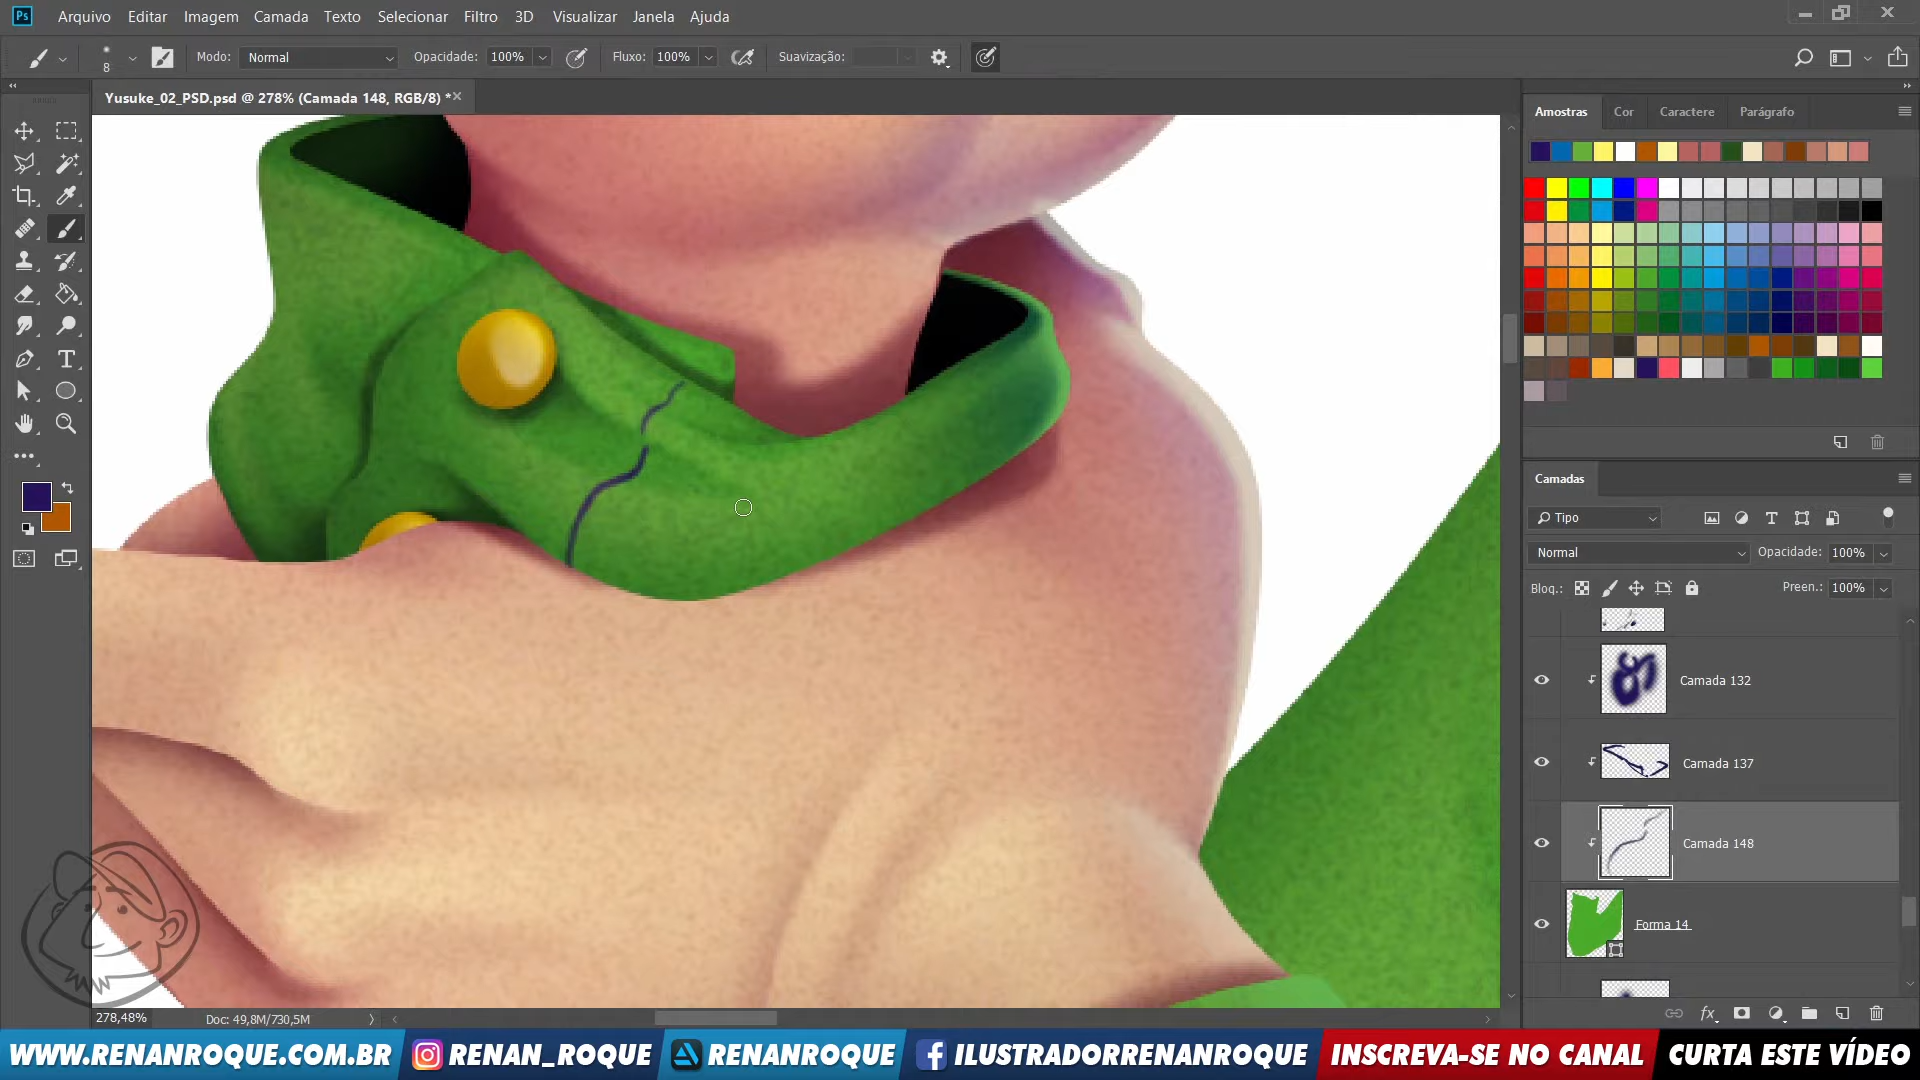 Ps Arquivo Editar Imagem Camada Texto Selecionar Filtro 3D Visualizar Janela Ajuda
8 Modo: Normal Opacidade: 100% Fluxo: 100% Suavização:
Yusuke_02_PSD.psd @ 278% (Camada 148, RGB/8) *
Amostras Cor Caractere Parágrafo
Camadas
Tipo
Normal Opacidade: 100%
Bloq.: Preen.: 100%
Camada 132
Camada 137
Camada 148
Forma 14
fx
278,48% Doc: 49,8M/730,5M
WWW.RENANROQUE.COM.BR RENAN_ROQUE RENANROQUE ILUSTRADORRENANROQUE INSCREVA-SE NO CANAL CURTA ESTE VÍDEO